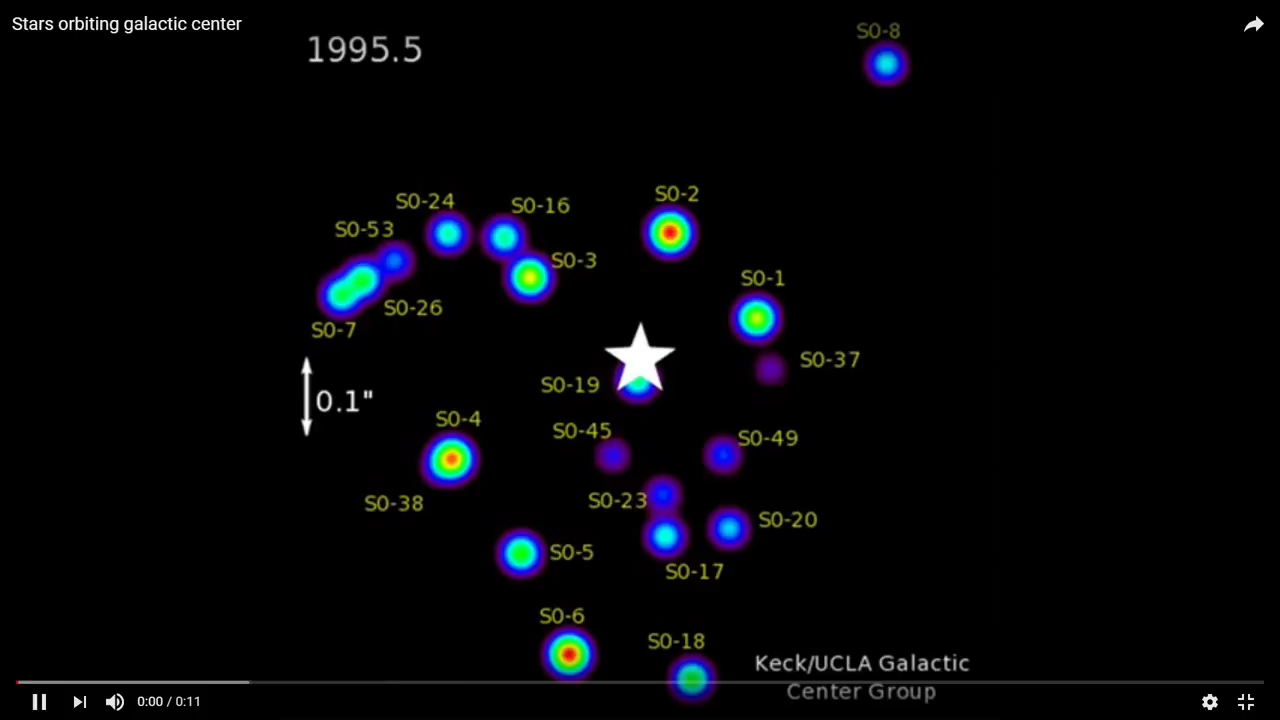 Stars orbiting galactic center
1995.5
S0-8
S0-2
S0-24
S0-16
S0-53
S0-3
S0-1
S0-26
S0-7
S0-37
S0-19
0.1"
S0-4
S0-45
S0-49
S0-38
S0-23
S0-20
S0-5
S0-17
S0-6
S0-18
Keck/UCLA Galactic
Center Group
0:00 / 0:11